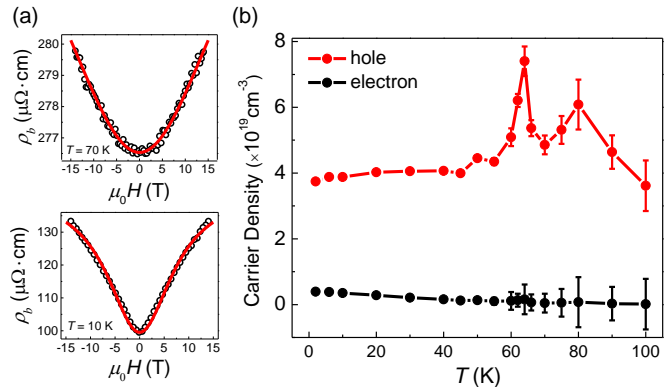 (a)
280
279
278
277
ρb (μΩ·cm)
T = 70 K
-15 -10 -5 0 5 10 15
μ0H (T)
130
120
110
100
ρb (μΩ·cm)
T = 10 K
-15 -10 -5 0 5 10 15
μ0H (T)
(b)
8
6
4
2
0
Carrier Density (×10^19 cm^-3)
hole
electron
0 20 40 60 80 100
T (K)